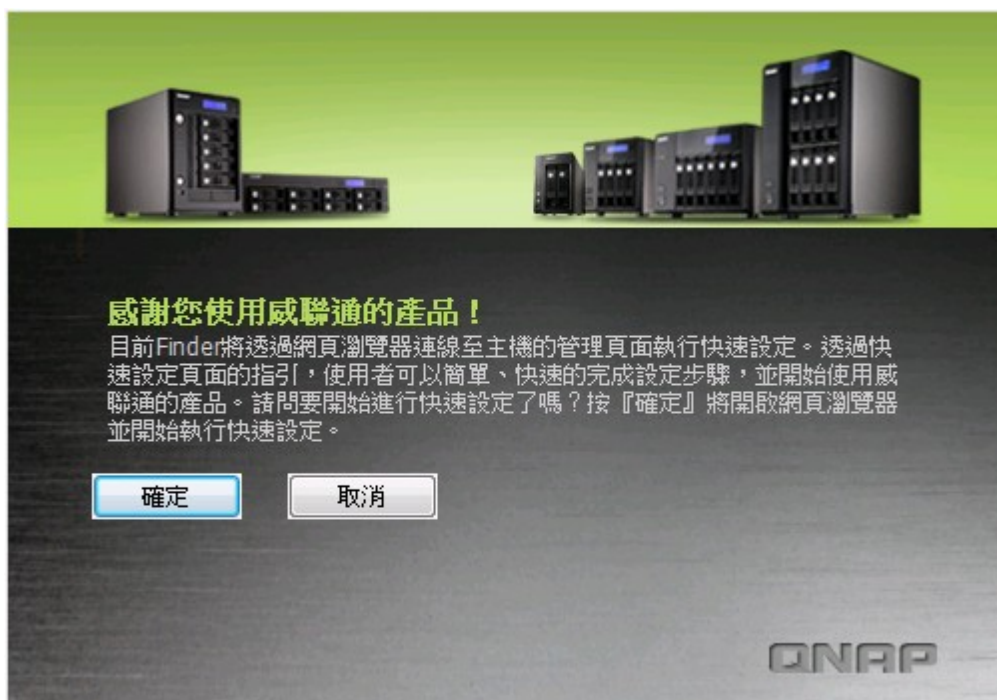 感謝您使用威聯通的產品！
目前Finder將透過網頁瀏覽器連線至主機的管理頁面執行快速設定。透過快
速設定頁面的指引，使用者可以簡單、快速的完成設定步驟，並開始使用威
聯通的產品。請問要開始進行快速設定了嗎？按『確定』將開啟網頁瀏覽器
並開始執行快速設定。
確定 取消
QNAP